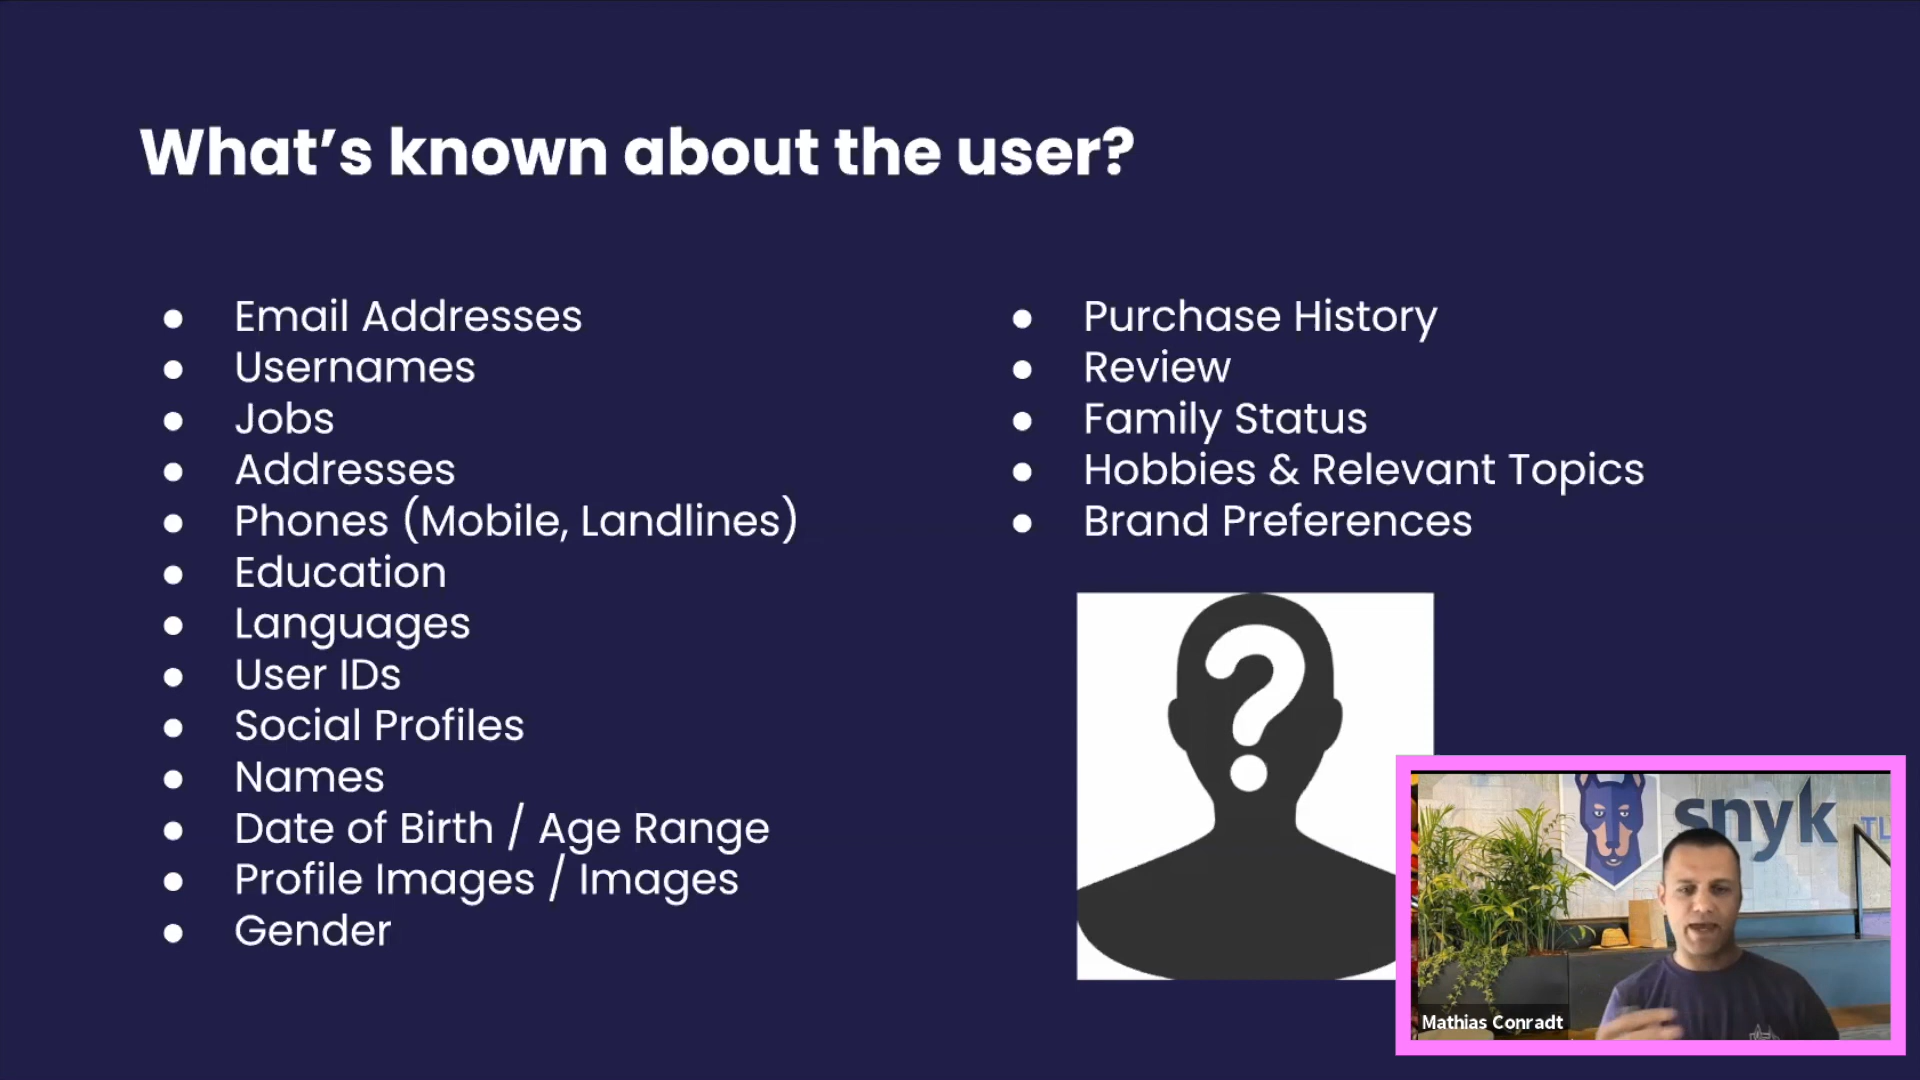 What’s known about the user?
● Email Addresses
● Usernames
● Jobs
● Addresses
● Phones (Mobile, Landlines)
● Education
● Languages
● User IDs
● Social Profiles
● Names
● Date of Birth / Age Range
● Profile Images / Images
● Gender
● Purchase History
● Review
● Family Status
● Hobbies & Relevant Topics
● Brand Preferences
?
snyk
TL
Mathias Conradt